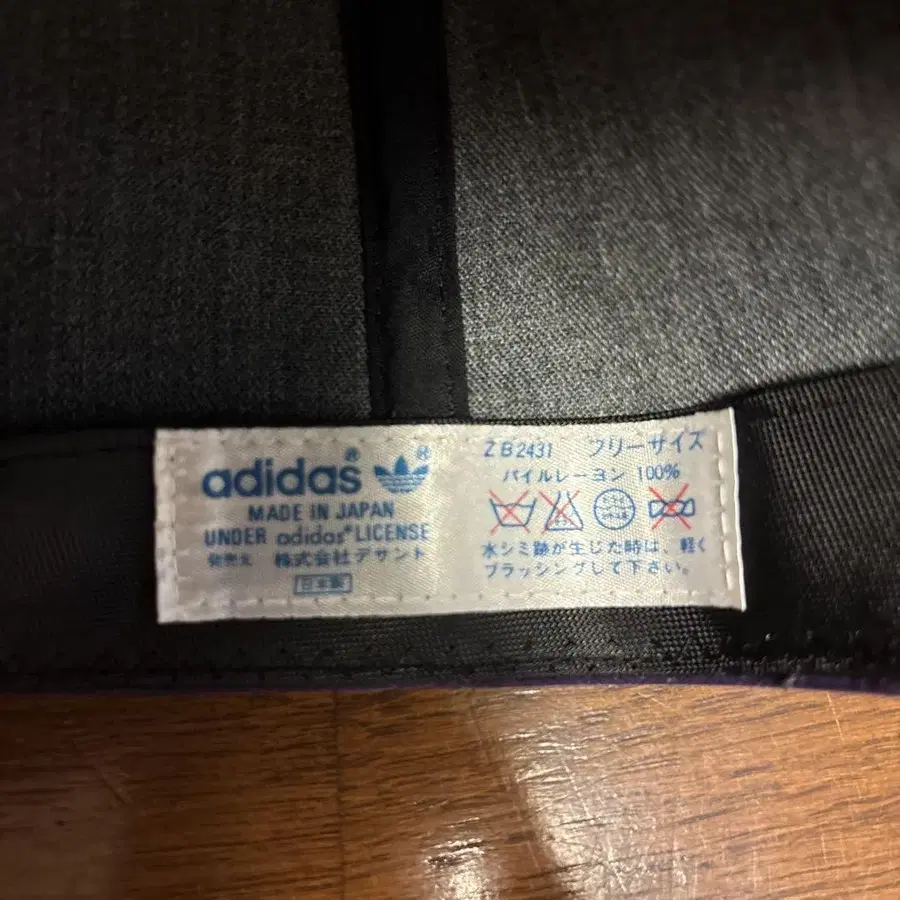 adidas®
®
MADE IN JAPAN
UNDER adidas® LICENSE
発売元 株式会社デサント
日本製
ZB2431 フリーサイズ
パイルレーヨン 100%
水シミ跡が生じた時は、軽く
ブラッシングして下さい。